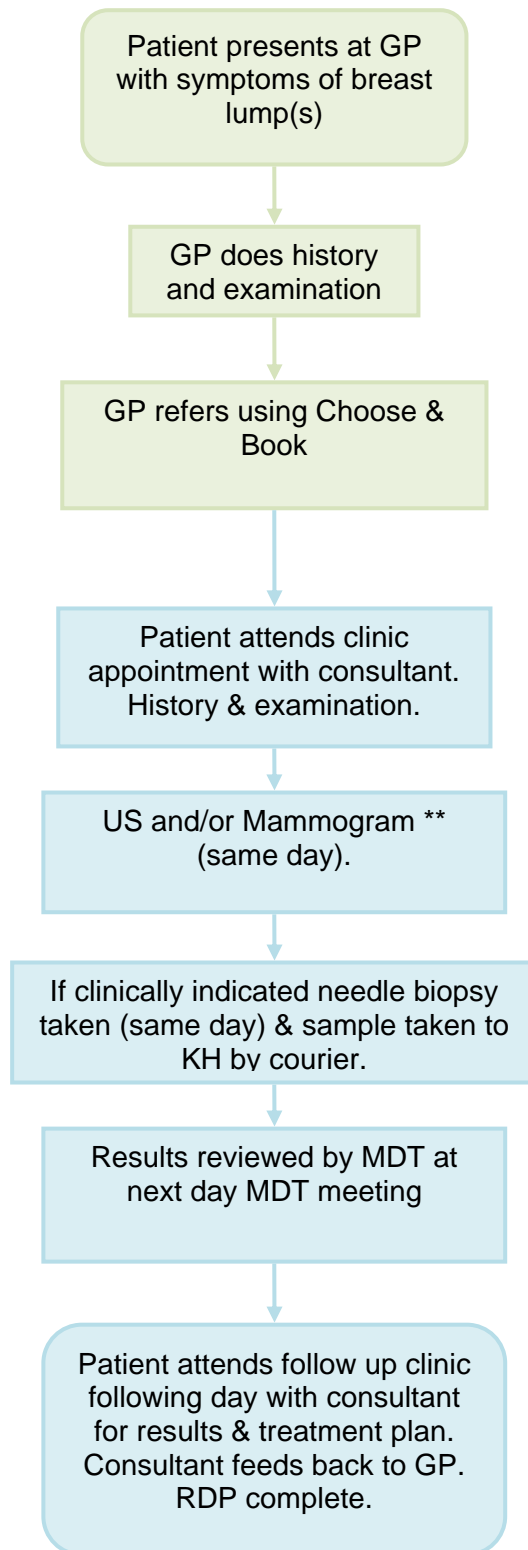 Patient presents at GP
with symptoms of breast
lump(s)
GP does history
and examination
GP refers using Choose &
Book
Patient attends clinic
appointment with consultant.
History & examination.
US and/or Mammogram **
(same day).
If clinically indicated needle biopsy
taken (same day) & sample taken to
KH by courier.
Results reviewed by MDT at
next day MDT meeting
Patient attends follow up clinic
following day with consultant
for results & treatment plan.
Consultant feeds back to GP.
RDP complete.